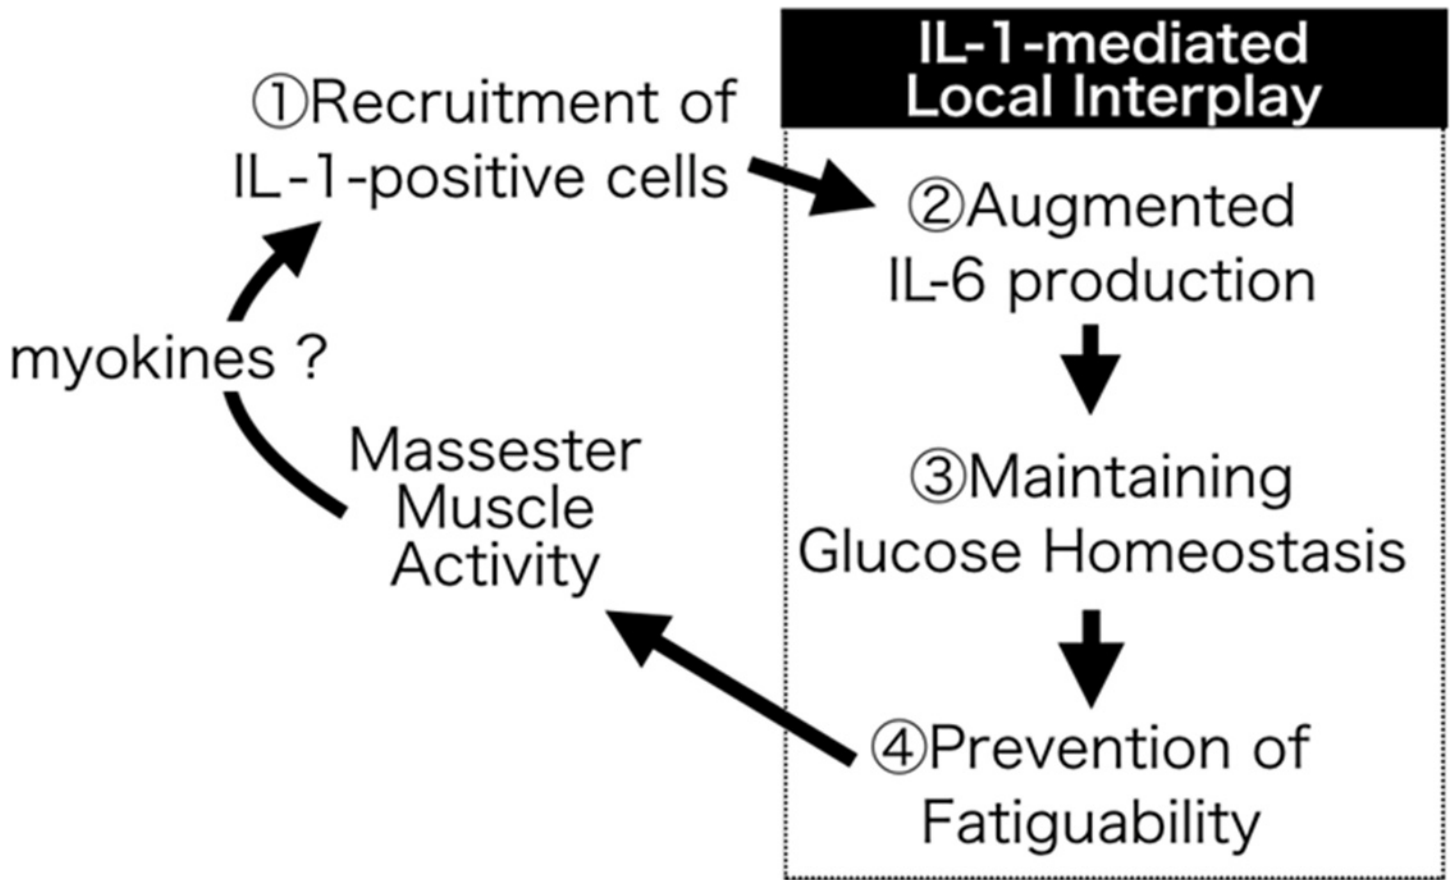 IL-1-mediated
Local Interplay
①Recruitment of
IL-1-positive cells
②Augmented
IL-6 production
myokines ?
Massester
Muscle
Activity
③Maintaining
Glucose Homeostasis
④Prevention of
Fatiguability